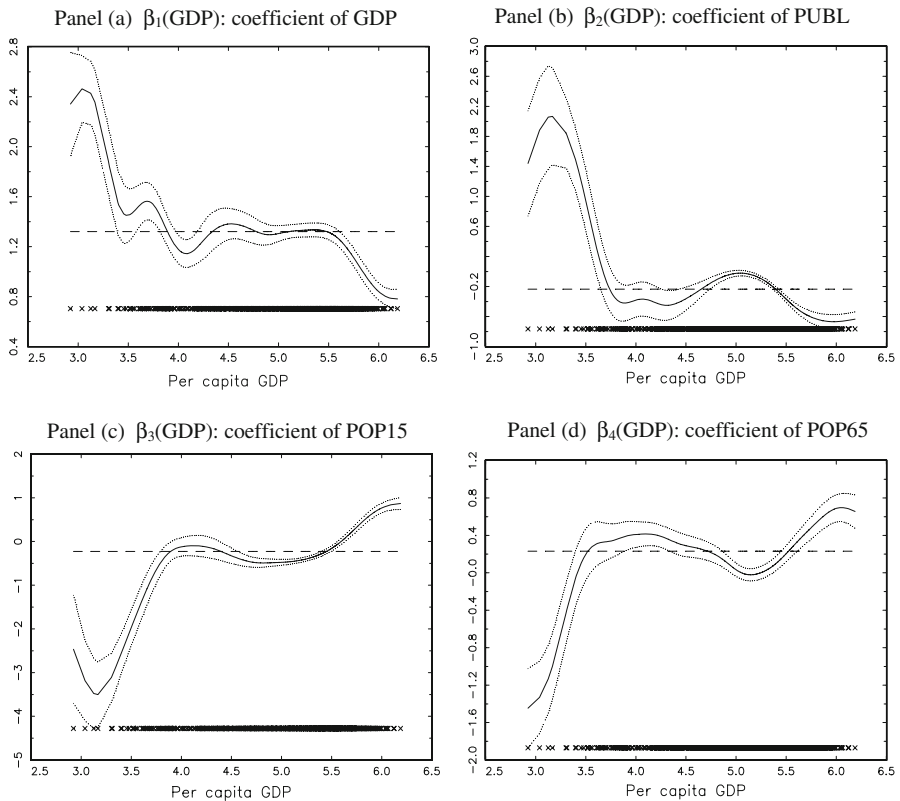 Panel (a) β₁(GDP): coefficient of GDP
2.8
2.4
2.0
1.6
1.2
0.8
0.4
2.5 3.0 3.5 4.0 4.5 5.0 5.5 6.0 6.5
Per capita GDP
Panel (b) β₂(GDP): coefficient of PUBL
3.0
2.6
2.2
1.8
1.4
1.0
0.6
0.2
-0.2
-0.6
-1.0
2.5 3.0 3.5 4.0 4.5 5.0 5.5 6.0 6.5
Per capita GDP
Panel (c) β₃(GDP): coefficient of POP15
2
1
0
-1
-2
-3
-4
-5
2.5 3.0 3.5 4.0 4.5 5.0 5.5 6.0 6.5
Per capita GDP
Panel (d) β₄(GDP): coefficient of POP65
1.2
0.8
0.4
-0.0
-0.4
-0.8
-1.2
-1.6
-2.0
2.5 3.0 3.5 4.0 4.5 5.0 5.5 6.0 6.5
Per capita GDP